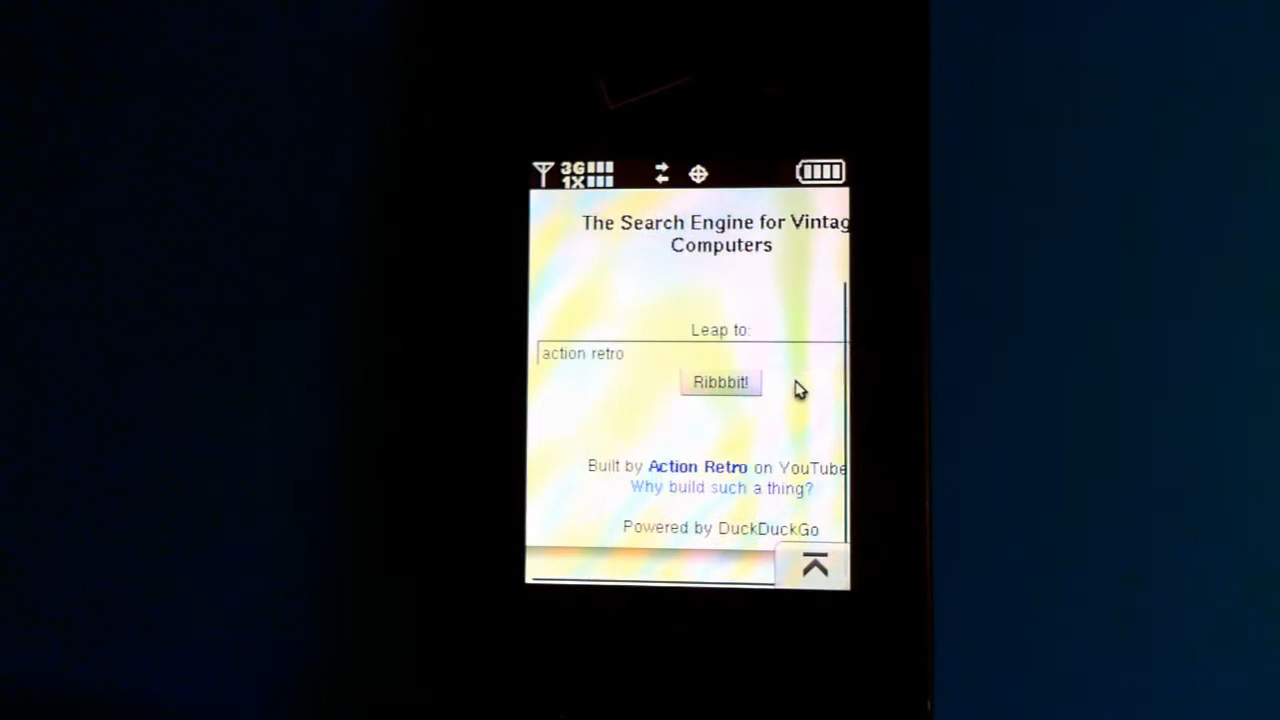 3G
1X
The Search Engine for Vintag
Computers
Leap to:
action retro
Ribbbit!
Built by Action Retro on YouTube
Why build such a thing?
Powered by DuckDuckGo